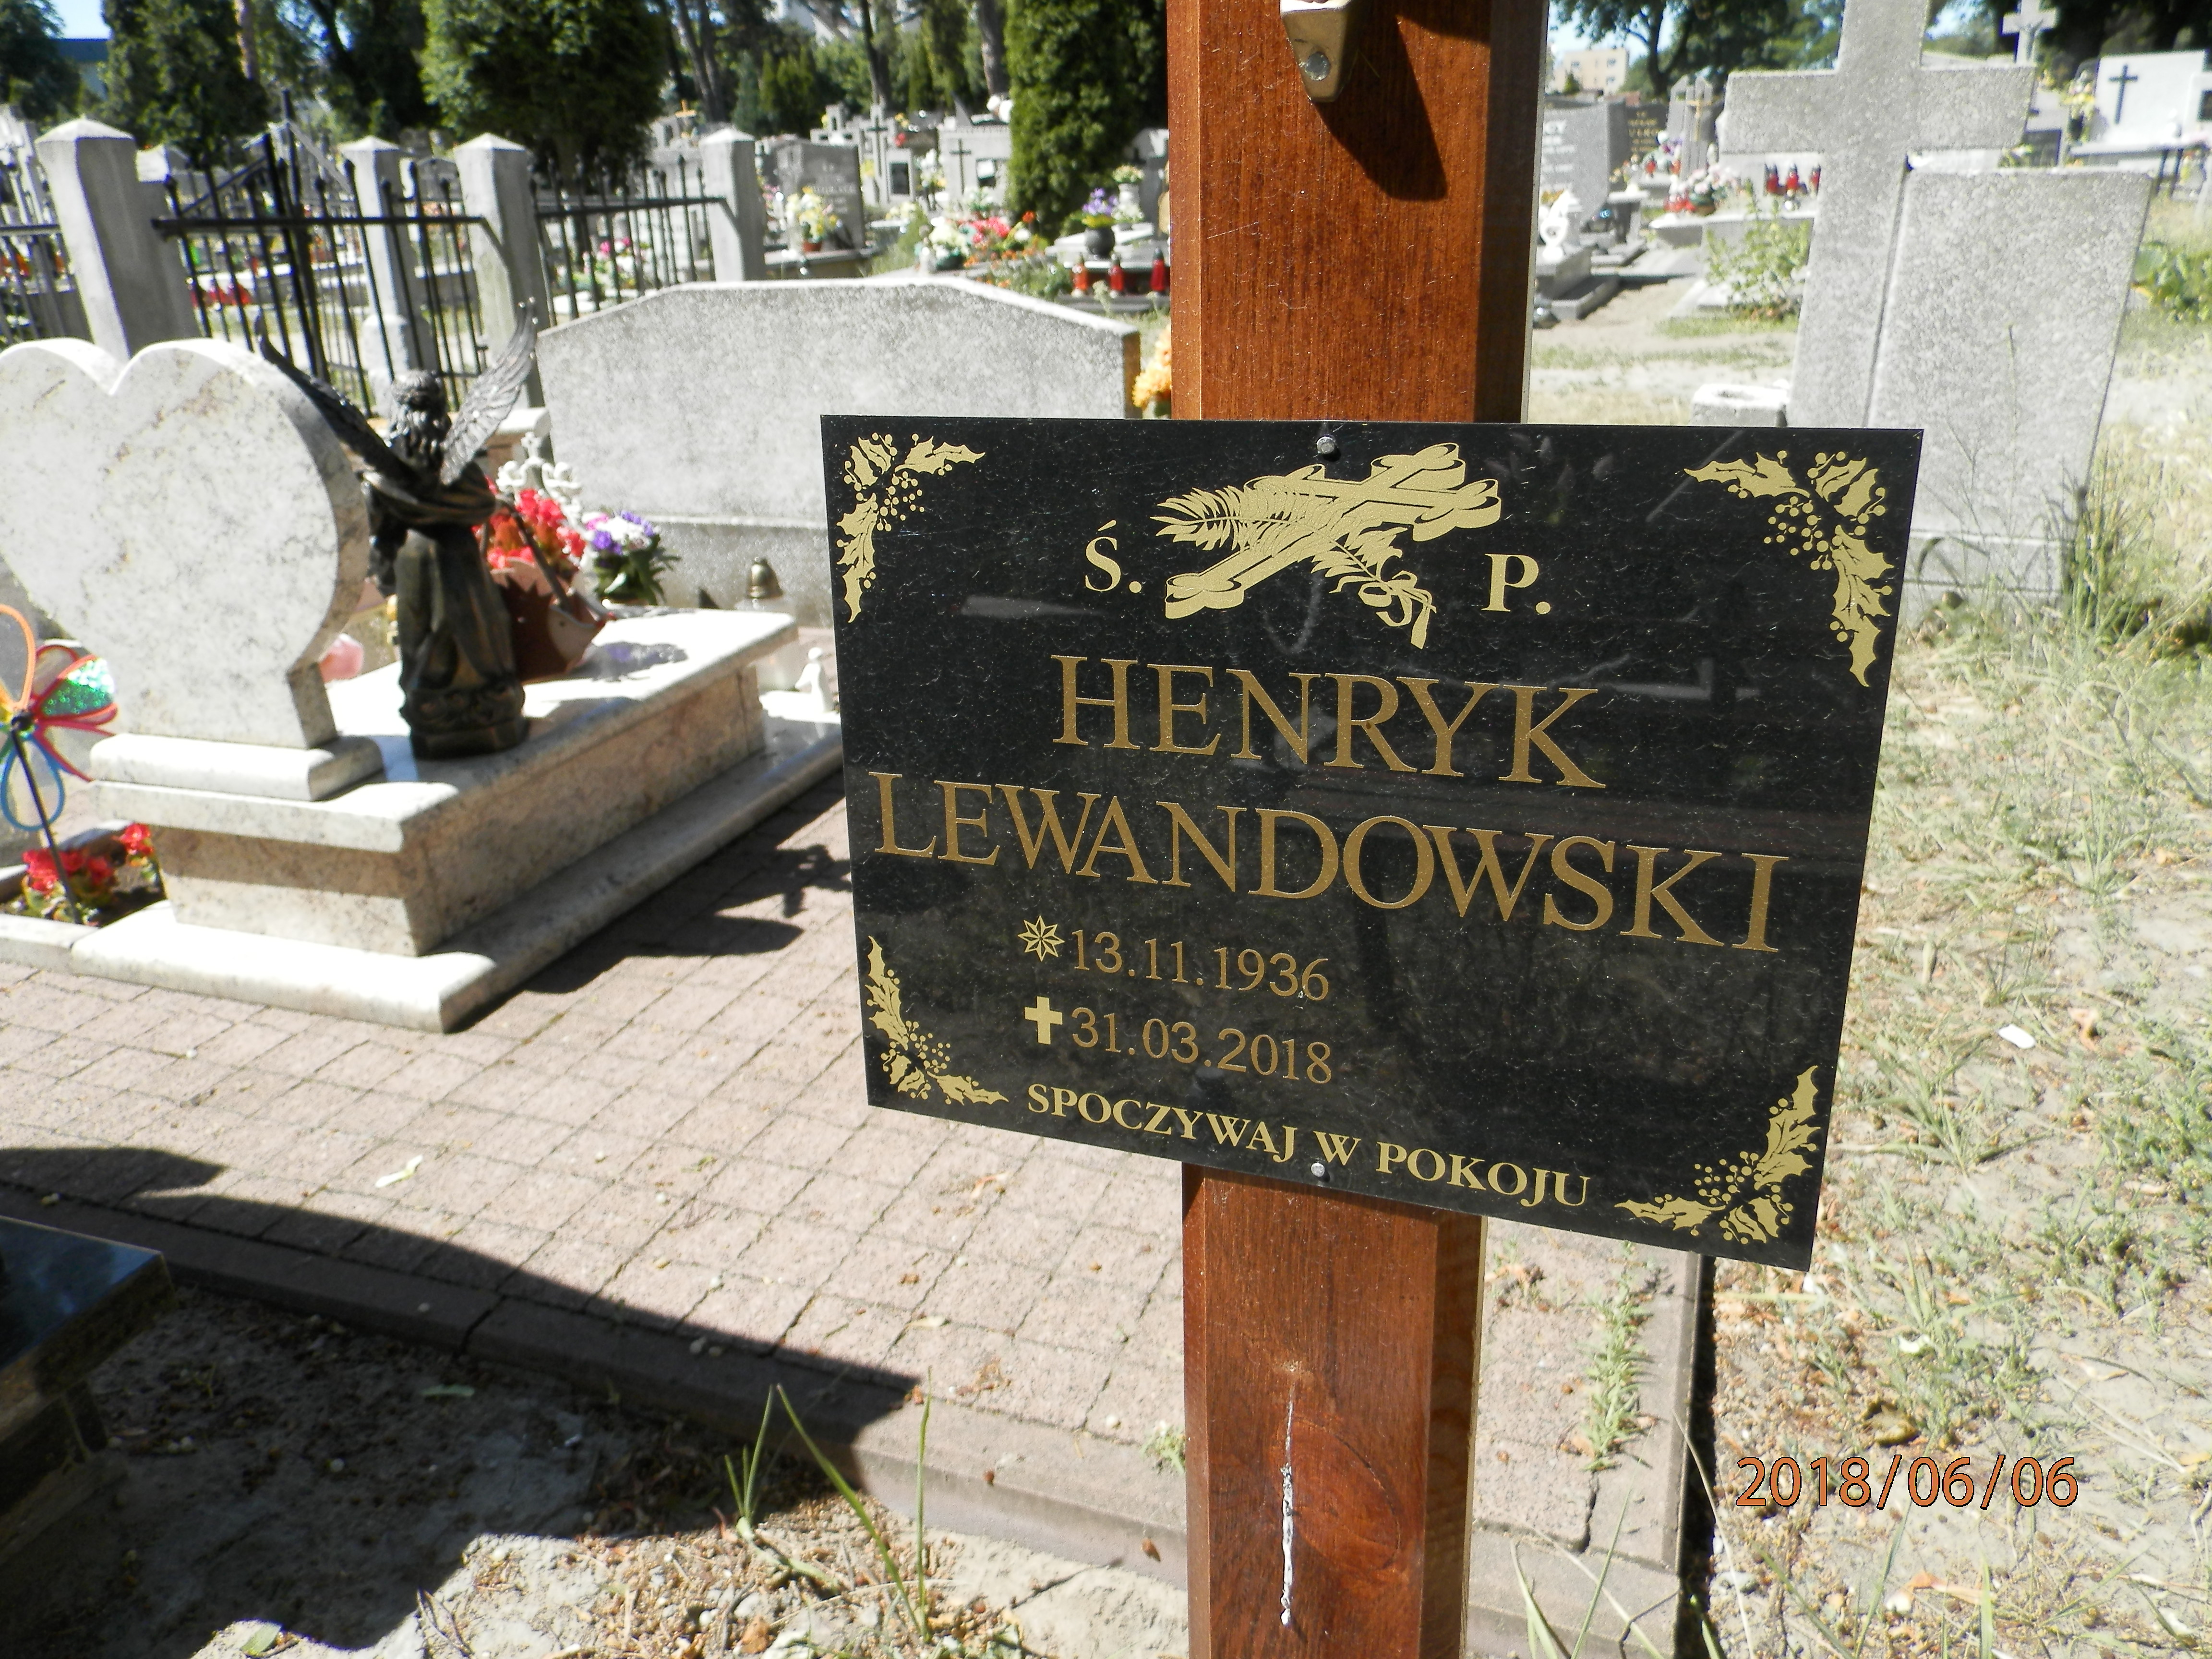 Ś. P.
HENRYK
LEWANDOWSKI
13.11.1936
31.03.2018
SPOCZYWAJ W POKOJU
2018/06/06